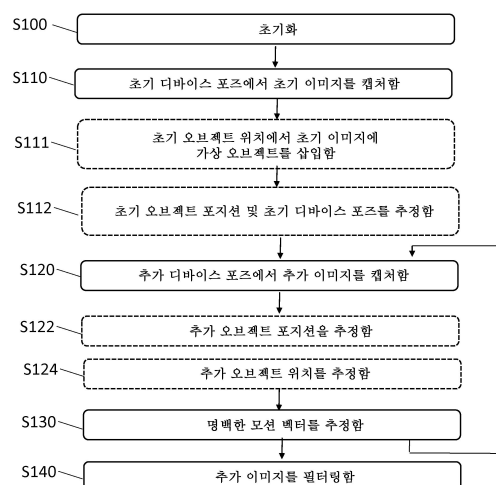 S100
초기화
S110
초기 디바이스 포즈에서 초기 이미지를 캡처함
S111
초기 오브젝트 위치에서 초기 이미지에
가상 오브젝트를 삽입함
S112
초기 오브젝트 포지션 및 초기 디바이스 포즈를 추정함
S120
추가 디바이스 포즈에서 추가 이미지를 캡처함
S122
추가 오브젝트 포지션을 추정함
S124
추가 오브젝트 위치를 추정함
S130
명백한 모션 벡터를 추정함
S140
추가 이미지를 필터링함